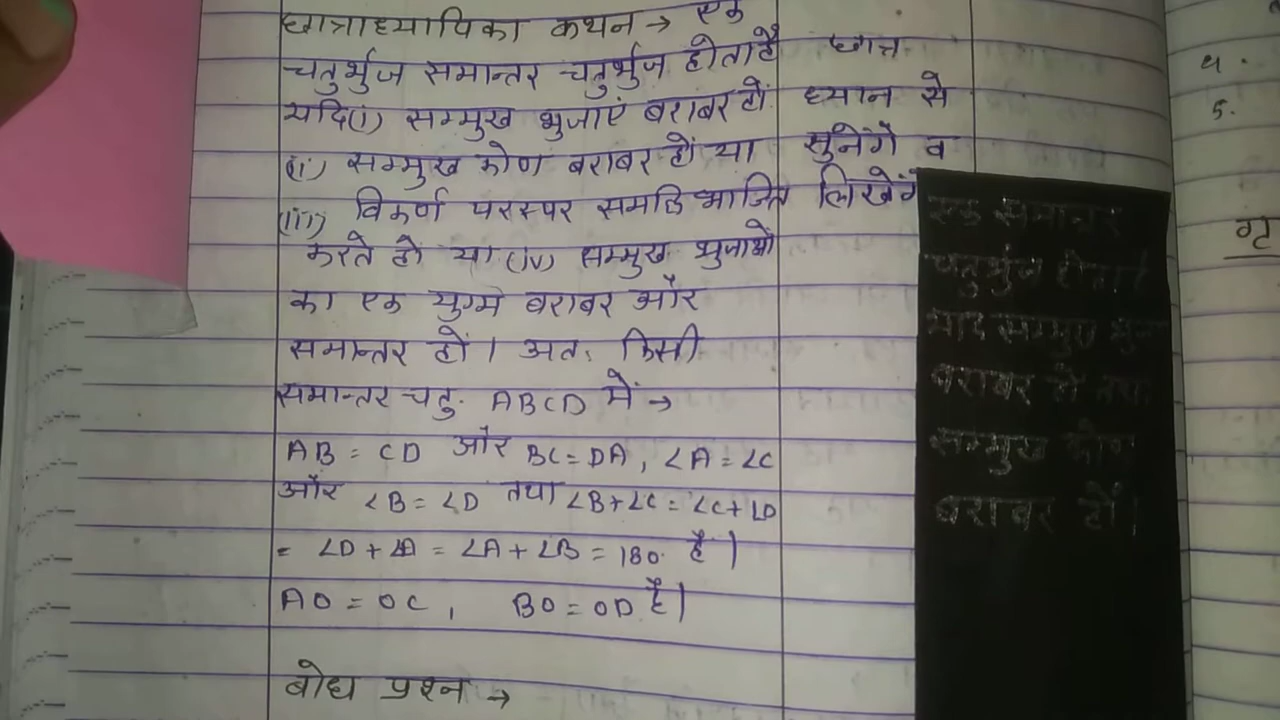 छात्राध्यापिका कथन → एक
चतुर्भुज समान्तर चतुर्भुज होता है
यदि (i) सम्मुख भुजाएं बराबर हों
(ii) सम्मुख कोण बराबर हों या
(iii) विकर्ण परस्पर समद्विभाजित
करते हो या (iv) सम्मुख भुजाओं
का एक युग्म बराबर और
समान्तर हों। अतः किसी
समान्तर चतु. ABCD में →
AB = CD और BC = DA, ∠A = ∠C
और ∠B = ∠D तथा ∠B+∠C = ∠C+∠D
= ∠D + ∠A = ∠A + ∠B = 180° है।
AO = OC, BO = OD है।
बोध प्रश्न →
छात्र
ध्यान से
सुनेगें व
लिखेगें
एक समान्तर
चतुर्भुज होता
यदि सम्मुख
बराबर हो तथा
सम्मुख कोण
बराबर हों।
4.
5.